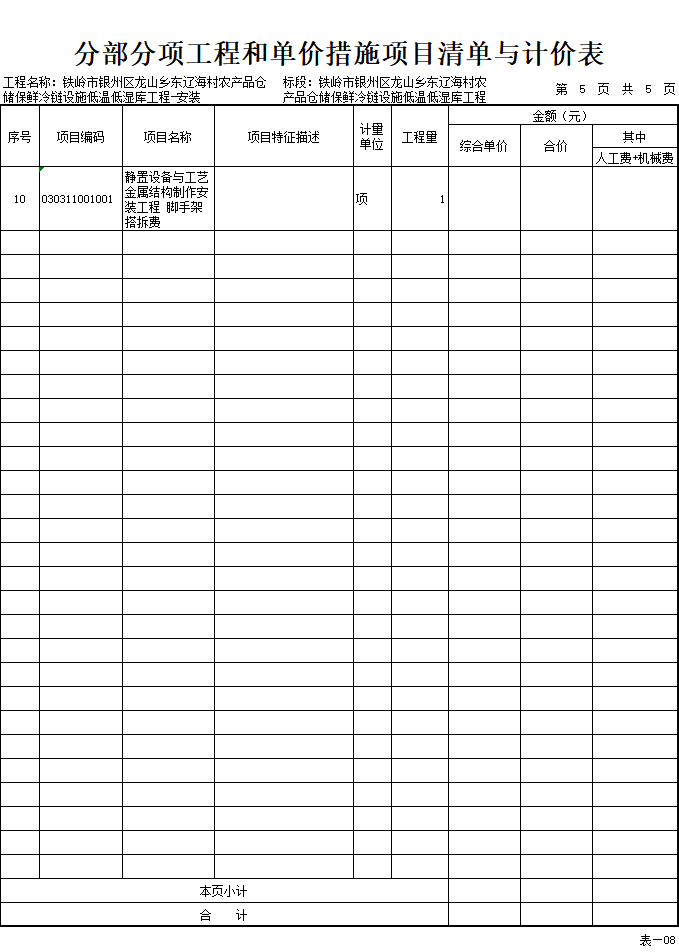 分部分项工程和单价措施项目清单与计价表
工程名称：铁岭市银州区龙山乡东辽海村农产品仓
储保鲜冷链设施低温低湿库工程-安装
标段：铁岭市银州区龙山乡东辽海村农
产品仓储保鲜冷链设施低温低湿库工程
第 5 页 共 5 页
序号
项目编码
项目名称
项目特征描述
计量
单位
工程量
金额（元）
综合单价
合价
其中
人工费+机械费
10
030311001001
静置设备与工艺
金属结构制作安
装工程 脚手架
搭拆费
项
1
本页小计
合 计
表—08